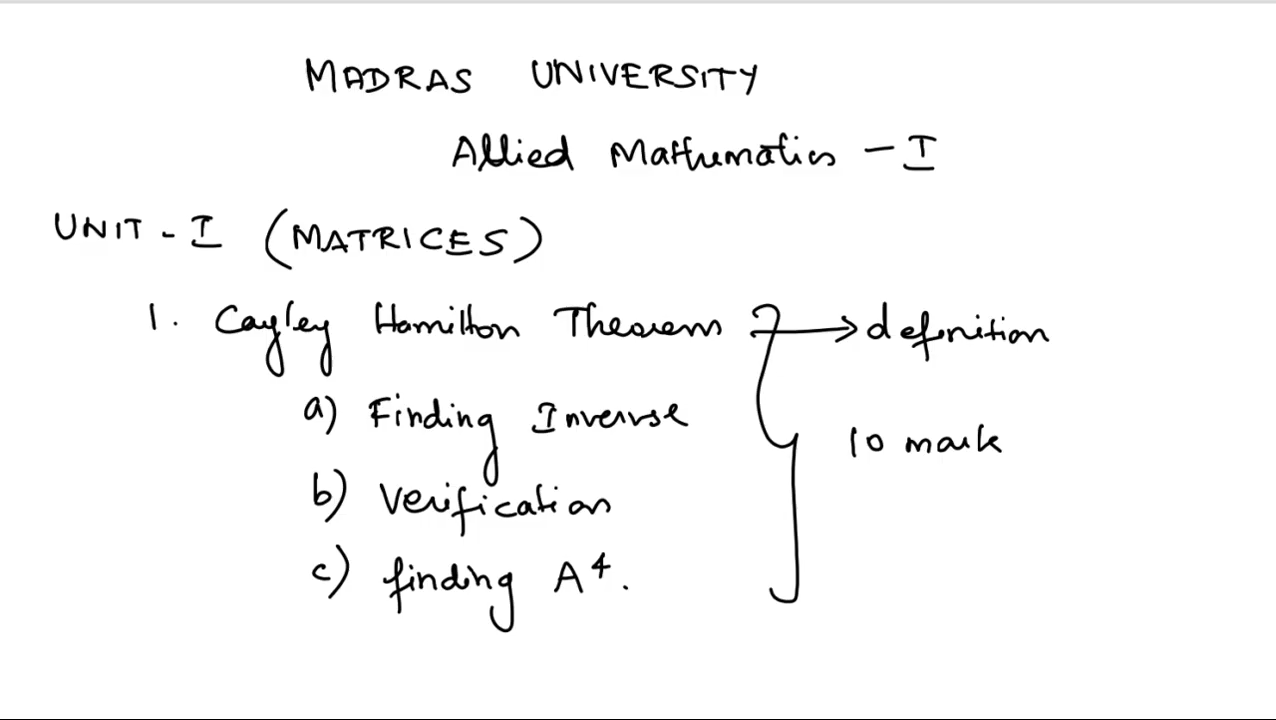 MADRAS UNIVERSITY
Allied Mathematics - I
UNIT - I (MATRICES)
1. Cayley Hamilton Theorem → definition
a) Finding Inverse
10 mark
b) Verification
c) finding A⁴.